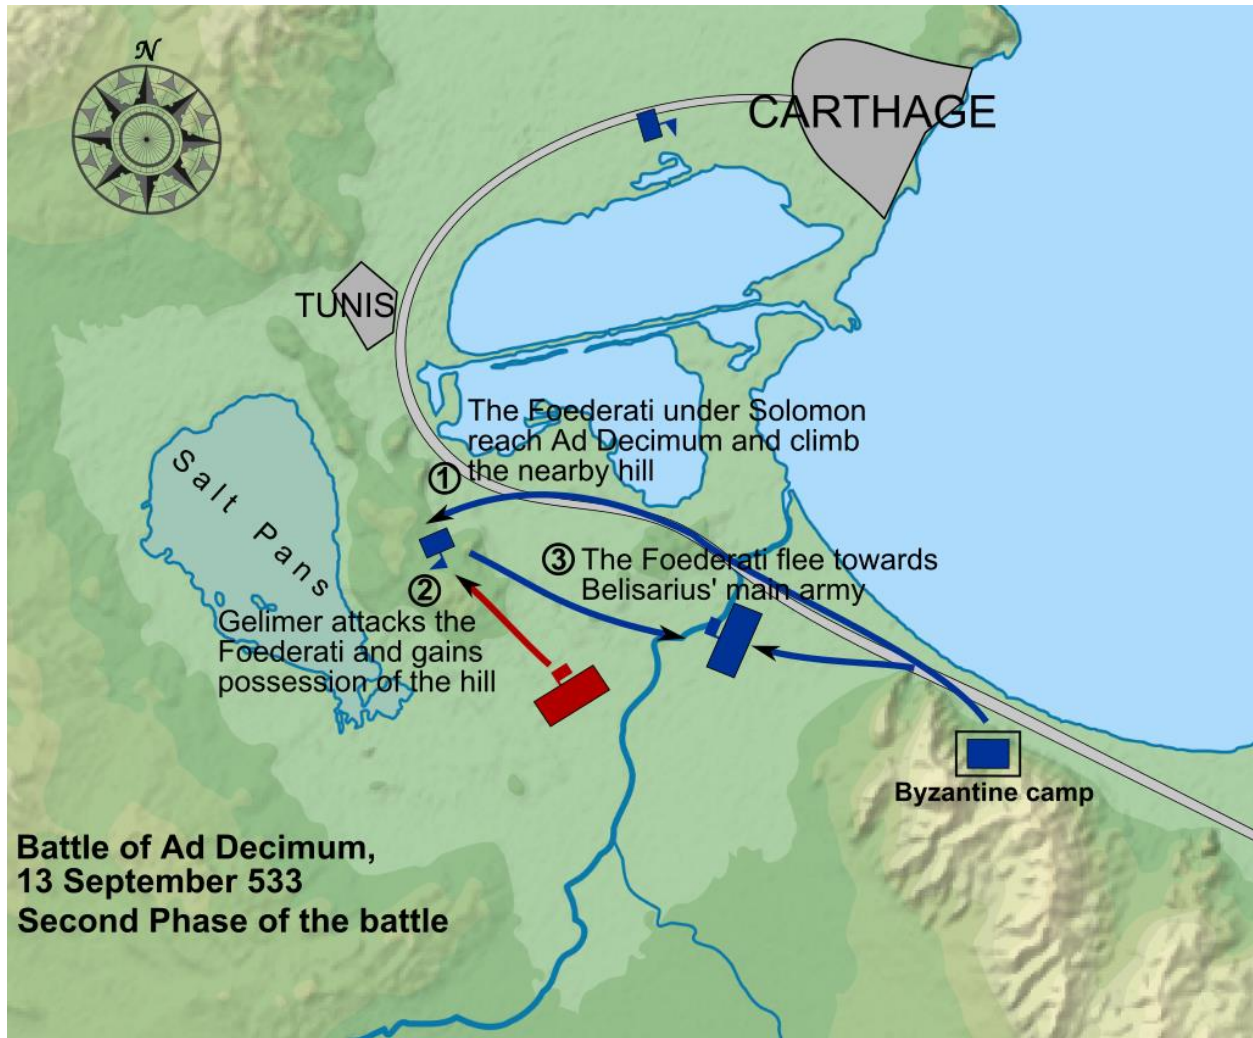 N
CARTHAGE
TUNIS
Salt Pans
① The Foederati under Solomon
reach Ad Decimum and climb
the nearby hill
②
Gelimer attacks the
Foederati and gains
possession of the hill
③ The Foederati flee towards
Belisarius' main army
Byzantine camp
Battle of Ad Decimum,
13 September 533
Second Phase of the battle